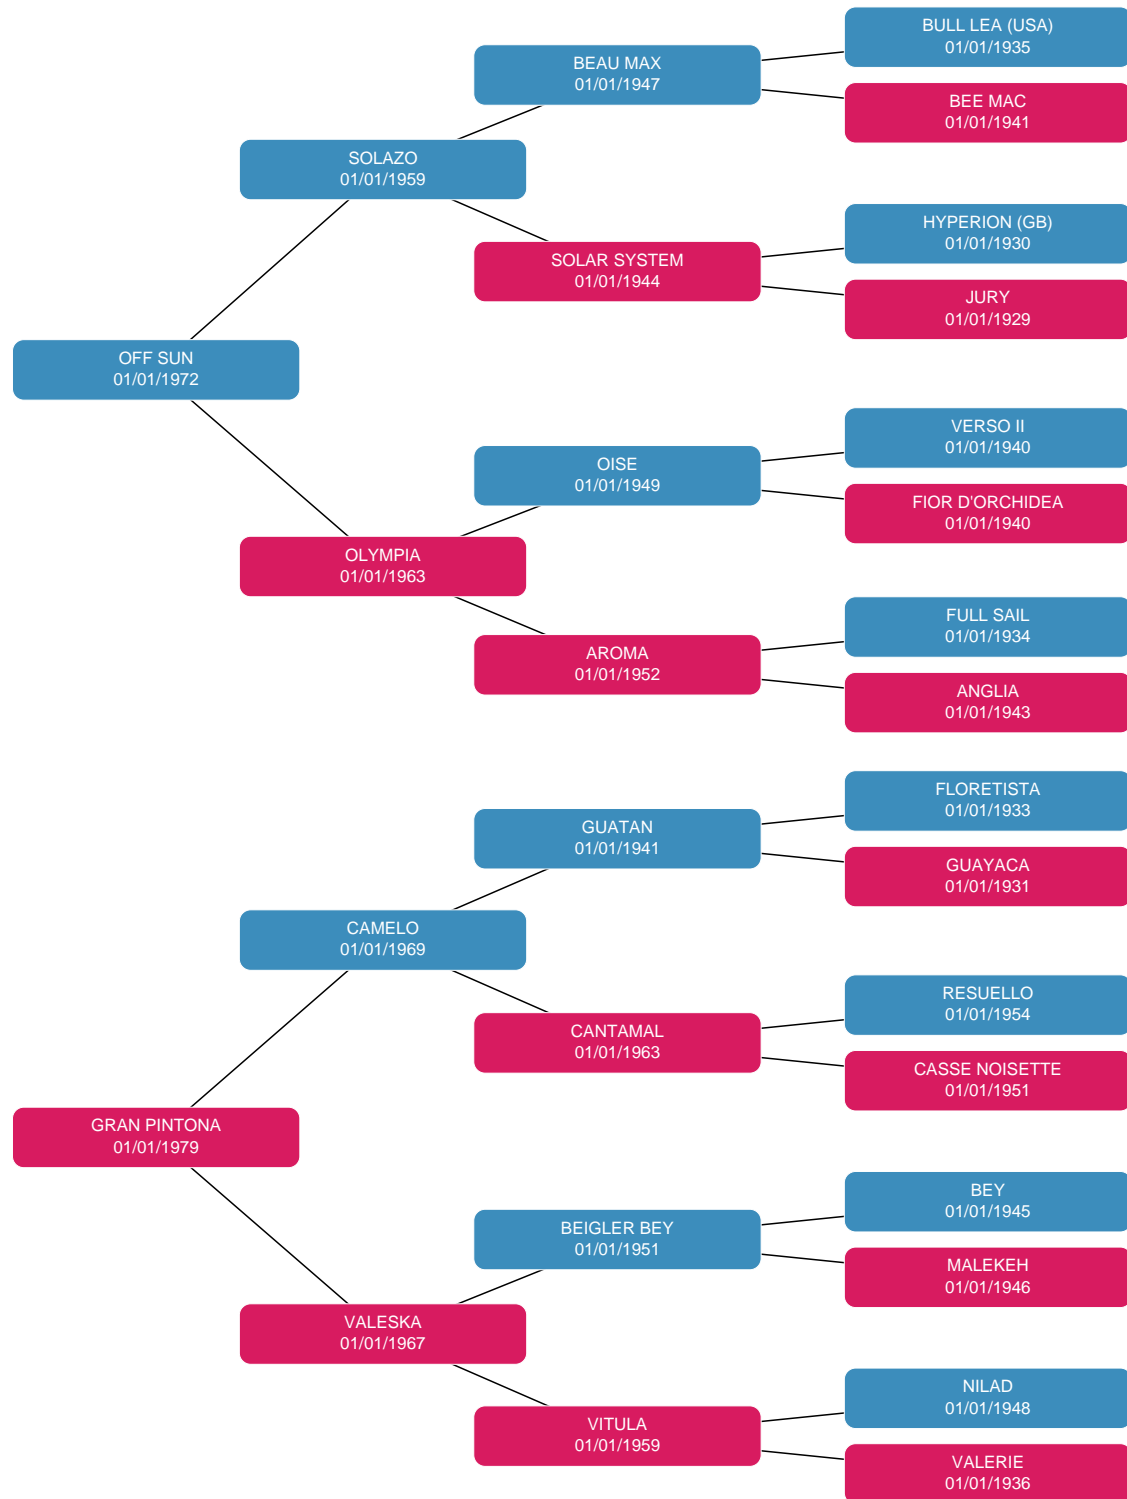 BULL LEA (USA)
01/01/1935
BEAU MAX
01/01/1947
BEE MAC
01/01/1941
SOLAZO
01/01/1959
HYPERION (GB)
01/01/1930
SOLAR SYSTEM
01/01/1944
JURY
01/01/1929
OFF SUN
01/01/1972
VERSO II
01/01/1940
OISE
01/01/1949
FIOR D'ORCHIDEA
01/01/1940
OLYMPIA
01/01/1963
FULL SAIL
01/01/1934
AROMA
01/01/1952
ANGLIA
01/01/1943
FLORETISTA
01/01/1933
GUATAN
01/01/1941
GUAYACA
01/01/1931
CAMELO
01/01/1969
RESUELLO
01/01/1954
CANTAMAL
01/01/1963
CASSE NOISETTE
01/01/1951
GRAN PINTONA
01/01/1979
BEY
01/01/1945
BEIGLER BEY
01/01/1951
MALEKEH
01/01/1946
VALESKA
01/01/1967
NILAD
01/01/1948
VITULA
01/01/1959
VALERIE
01/01/1936